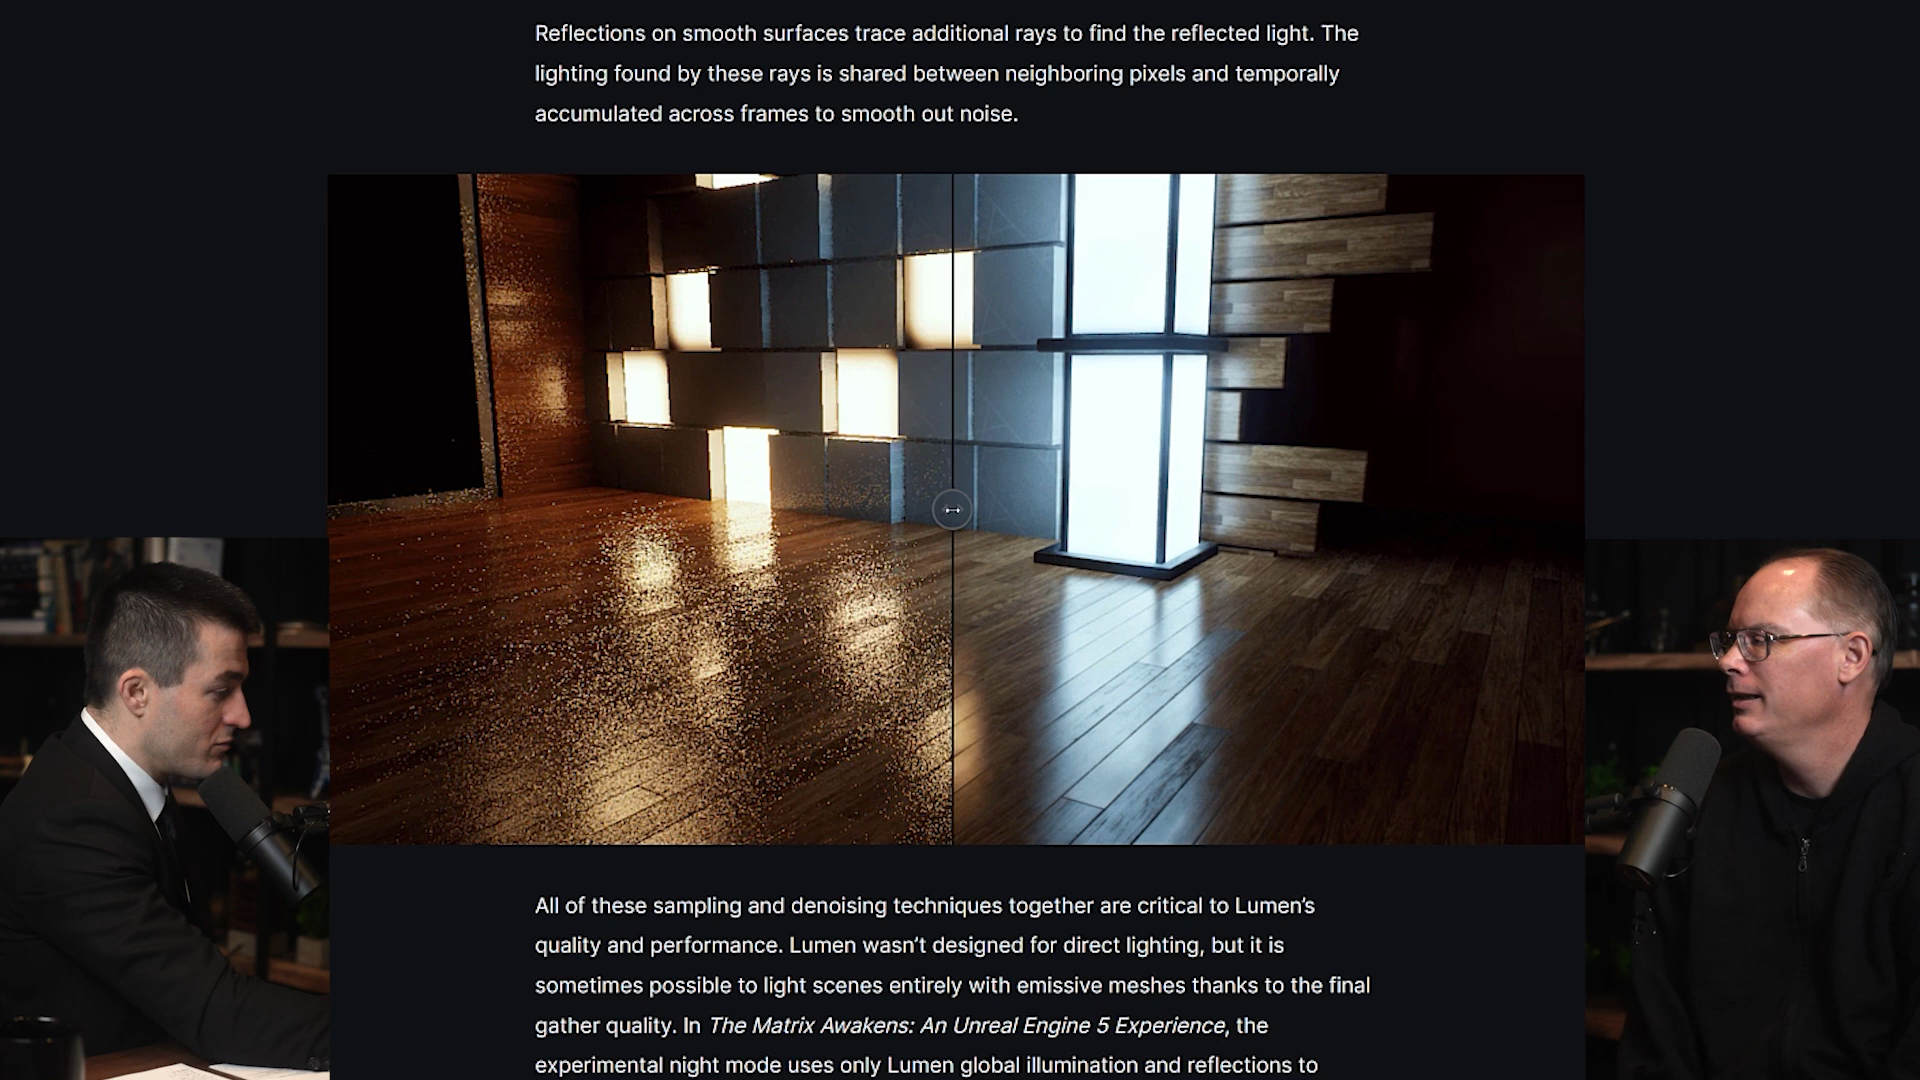 Reflections on smooth surfaces trace additional rays to find the reflected light. The
lighting found by these rays is shared between neighboring pixels and temporally
accumulated across frames to smooth out noise.
All of these sampling and denoising techniques together are critical to Lumen’s
quality and performance. Lumen wasn’t designed for direct lighting, but it is
sometimes possible to light scenes entirely with emissive meshes thanks to the final
gather quality. In The Matrix Awakens: An Unreal Engine 5 Experience, the
experimental night mode uses only Lumen global illumination and reflections to